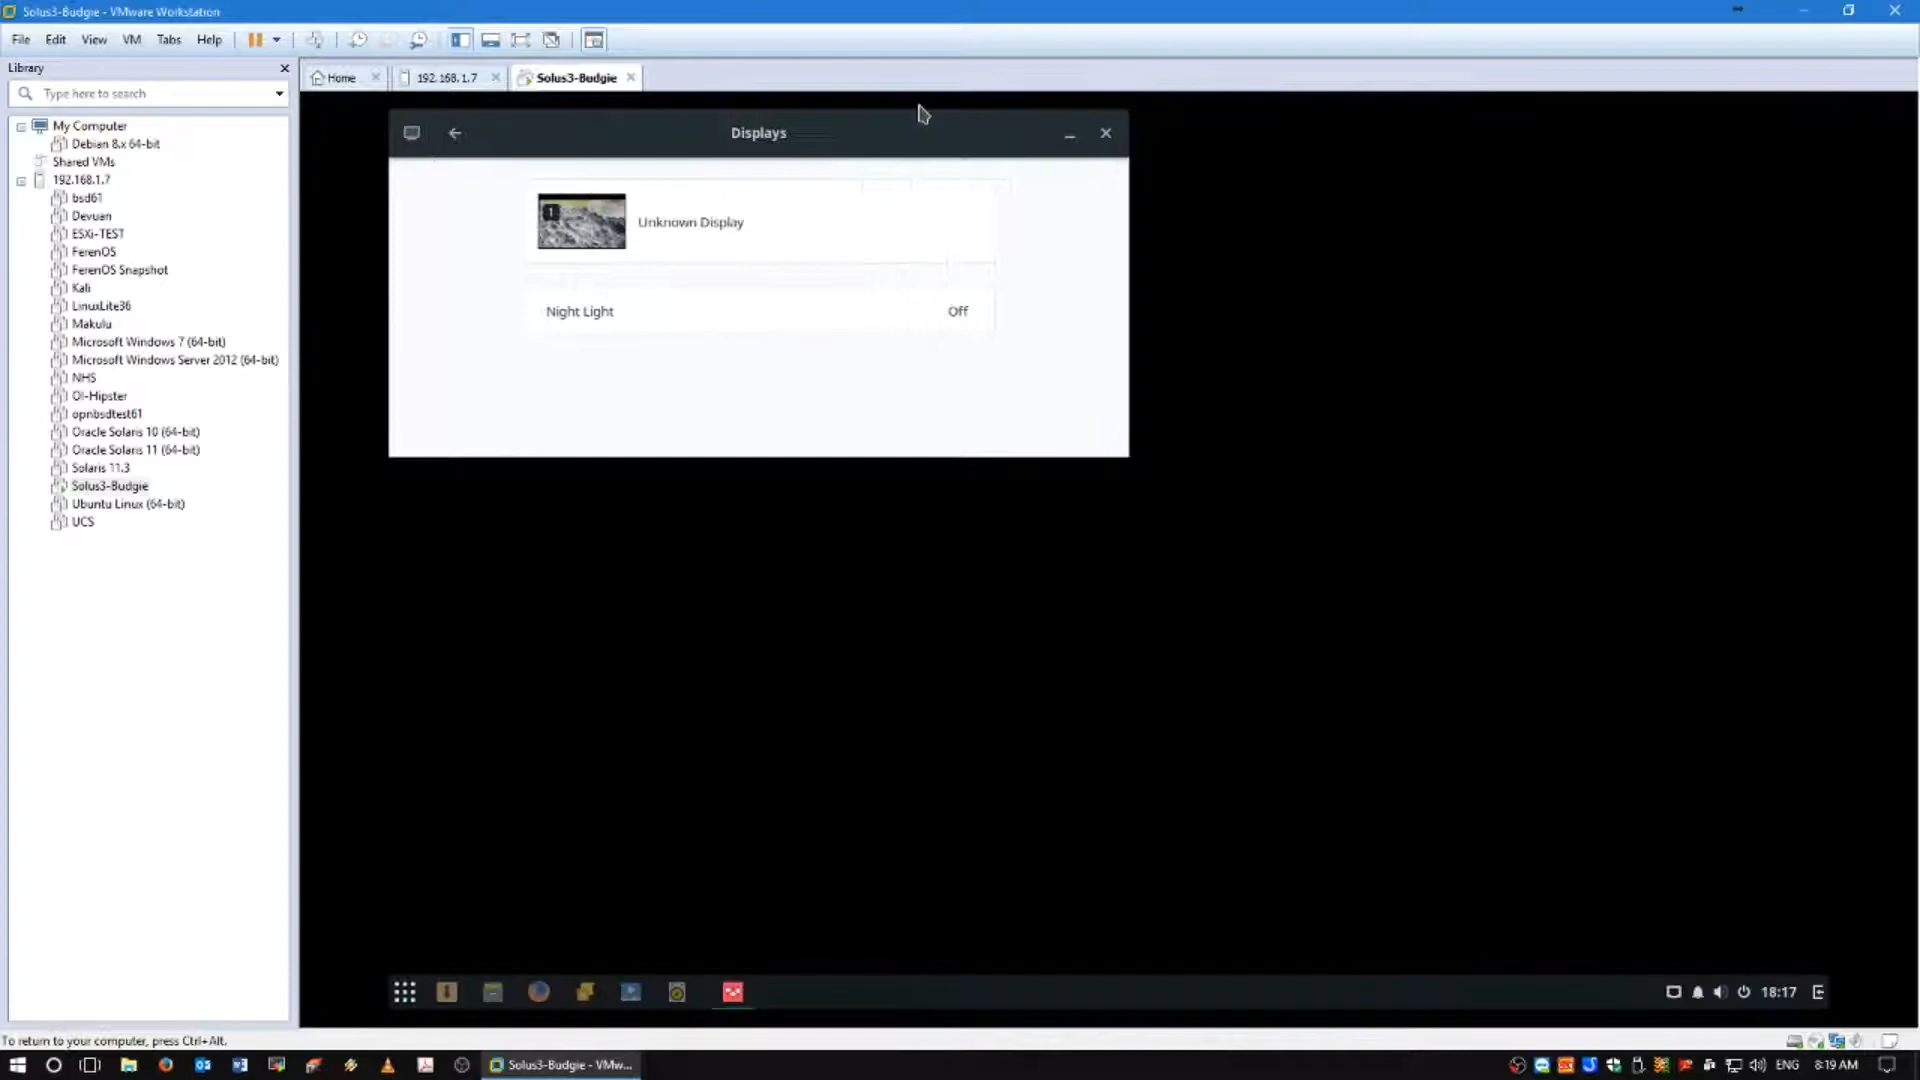 Solus3-Budgie - VMware Workstation
File Edit View VM Tabs Help
Library
Home 192.168.1.7 Solus3-Budgie
Type here to search
My Computer
Debian 8.x 64-bit
Shared VMs
192.168.1.7
bsd61
Devuan
ESXi-TEST
FerenOS
FerenOS Snapshot
Kali
LinuxLite36
Makulu
Microsoft Windows 7 (64-bit)
Microsoft Windows Server 2012 (64-bit)
NHS
OI-Hipster
opnbsdtest61
Oracle Solaris 10 (64-bit)
Oracle Solaris 11 (64-bit)
Solaris 11.3
Solus3-Budgie
Ubuntu Linux (64-bit)
UCS
Displays
1
Unknown Display
Night Light Off
18:17
To return to your computer, press Ctrl+Alt.
Solus3-Budgie - VMw...
ENG 8:19 AM